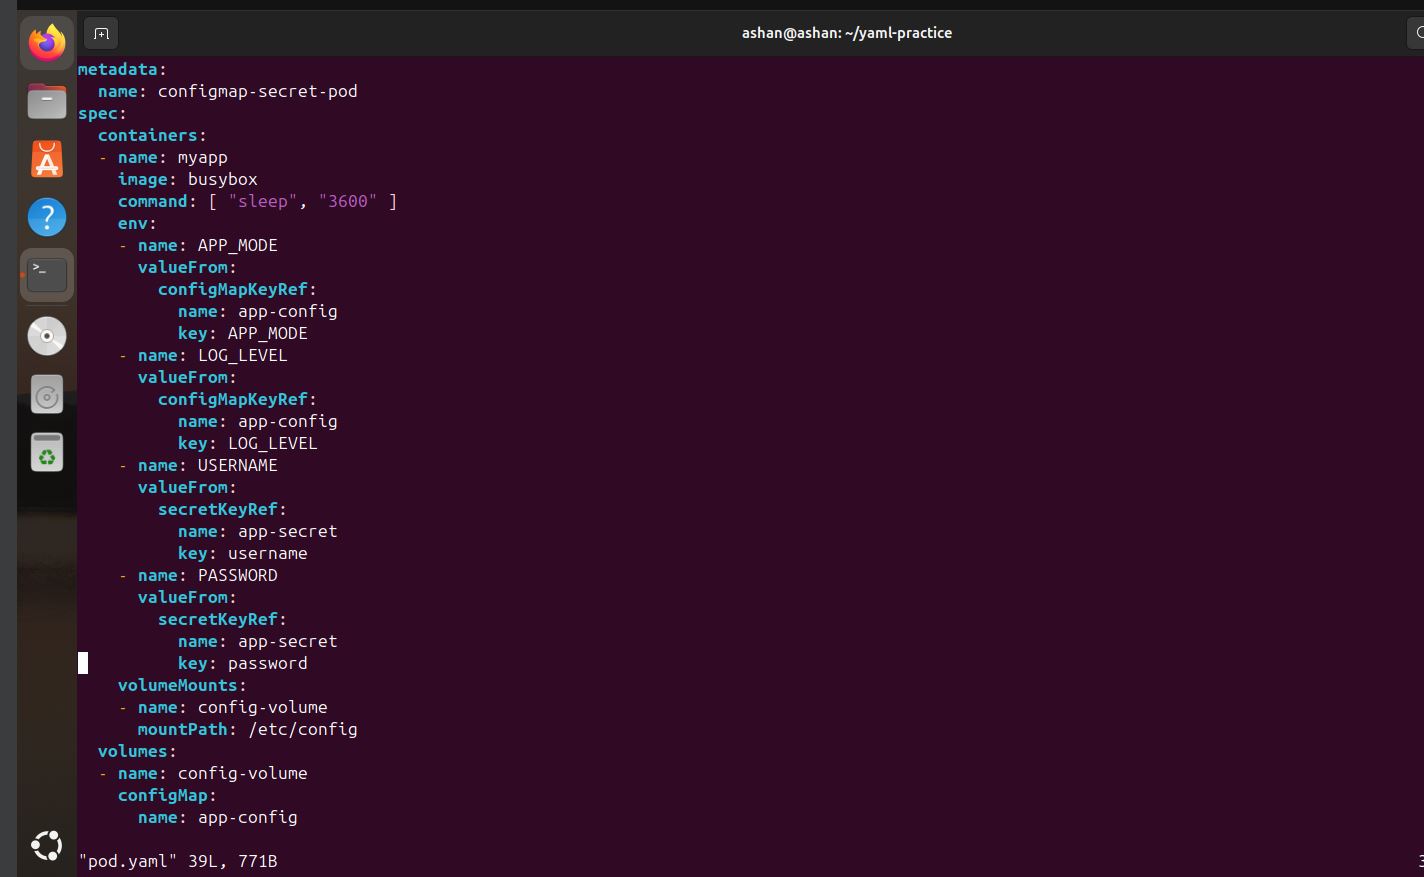 ashan@ashan: ~/yaml-practice
metadata:
  name: configmap-secret-pod
spec:
  containers:
  - name: myapp
    image: busybox
    command: [ "sleep", "3600" ]
    env:
    - name: APP_MODE
      valueFrom:
        configMapKeyRef:
          name: app-config
          key: APP_MODE
    - name: LOG_LEVEL
      valueFrom:
        configMapKeyRef:
          name: app-config
          key: LOG_LEVEL
    - name: USERNAME
      valueFrom:
        secretKeyRef:
          name: app-secret
          key: username
    - name: PASSWORD
      valueFrom:
        secretKeyRef:
          name: app-secret
          key: password
    volumeMounts:
    - name: config-volume
      mountPath: /etc/config
  volumes:
  - name: config-volume
    configMap:
      name: app-config
"pod.yaml" 39L, 771B